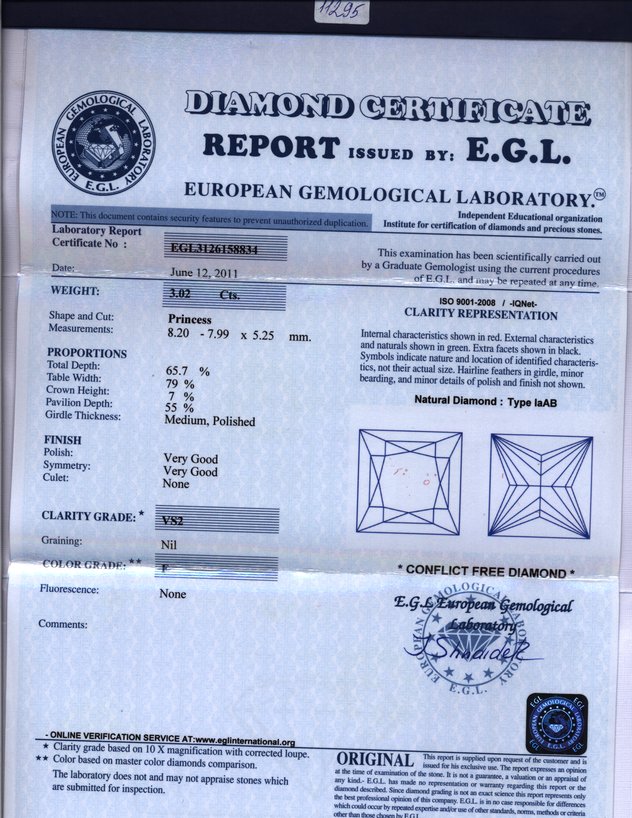 11295
DIAMOND CERTIFICATE
REPORT ISSUED BY: E.G.L.
EUROPEAN GEMOLOGICAL LABORATORY
E.G.L.
EUROPEAN GEMOLOGICAL LABORATORY.™
NOTE: This document contains security features to prevent unauthorized duplication.
Independent Educational organization
Institute for certification of diamonds and precious stones.
Laboratory Report
Certificate No : EGL3126158834
Date: June 12, 2011
WEIGHT: 3.02 Cts.
Shape and Cut: Princess
Measurements: 8.20 - 7.99 x 5.25 mm.
PROPORTIONS
Total Depth: 65.7 %
Table Width: 79 %
Crown Height: 7 %
Pavilion Depth: 55 %
Girdle Thickness: Medium, Polished
FINISH
Polish: Very Good
Symmetry: Very Good
Culet: None
CLARITY GRADE: * VS2
Graining: Nil
COLOR GRADE: ** F
Fluorescence: None
Comments:
This examination has been scientifically carried out
by a Graduate Gemologist using the current procedures
of E.G.L. and may be repeated at any time.
ISO 9001-2008 / -IQNet-
CLARITY REPRESENTATION
Internal characteristics shown in red. External characteristics
and naturals shown in green. Extra facets shown in black.
Symbols indicate nature and location of identified characteris-
tics, not their actual size. Hairline feathers in girdle, minor
bearding, and minor details of polish and finish not shown.
Natural Diamond : Type IaAB
* CONFLICT FREE DIAMOND *
E.G.L European Gemological
Laboratory
EUROPEAN GEMOLOGICAL LABORATORY
E.G.L.
EGL EGL
EUROPEAN GEMOLOGICAL LABORATORY
E.G.L.
EGL EGL
- ONLINE VERIFICATION SERVICE AT:www.eglinternational.org
* Clarity grade based on 10 X magnification with corrected loupe.
** Color based on master color diamonds comparison.
The laboratory does not and may not appraise stones which
are submitted for inspection.
ORIGINAL This report is supplied upon request of the customer and is
issued for his exclusive use. The report expresses an opinion
at the time of examination of the stone. It is not a guarantee, a valuation or an appraisal of
any kind.- E.G.L. has made no representation or warranty regarding this report or the
diamond described. Since diamond grading is not an exact science this report represents only
the best professional opinion of this company. E.G.L. is in no case responsible for differences
which could occur by repeated expertise and/or use of other standards, norms, methods or criteria
other than those chosen by E.G.L